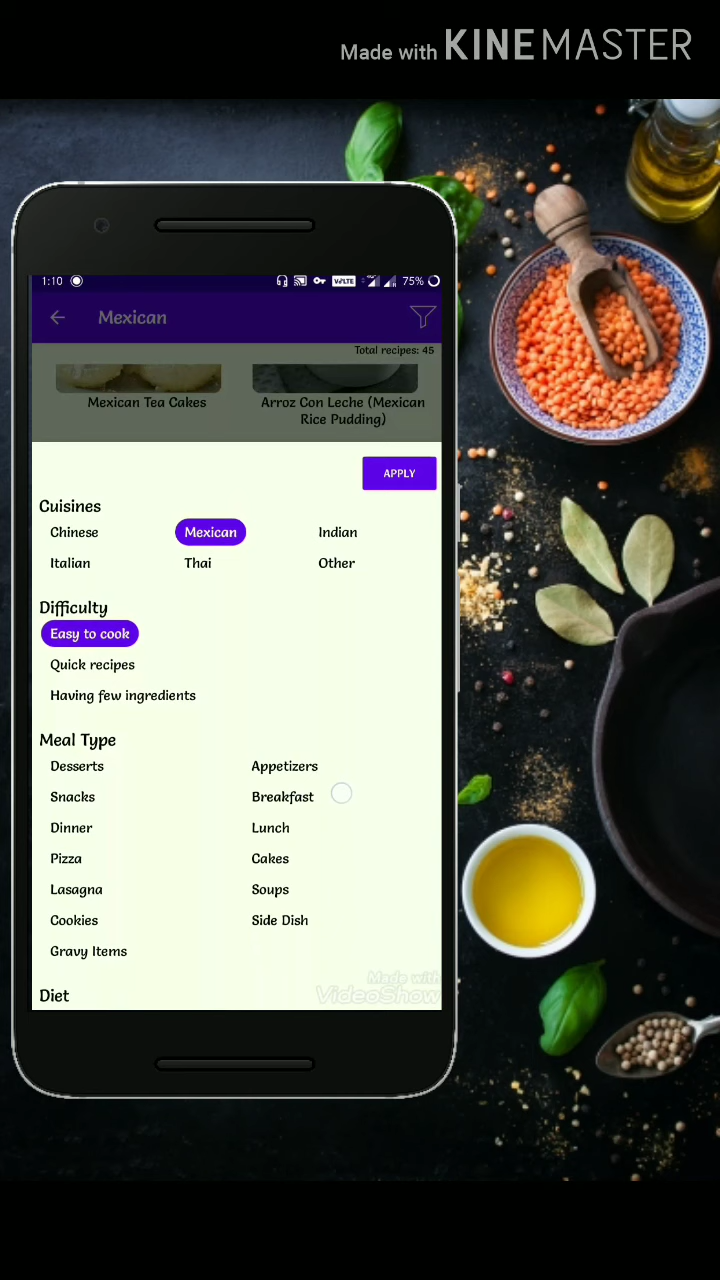 Made with KINEMASTER
1:10 VoLTE 75%
Mexican
Total recipes: 45
Mexican Tea Cakes
Arroz Con Leche (Mexican
Rice Pudding)
APPLY
Cuisines
Chinese Mexican Indian
Italian Thai Other
Difficulty
Easy to cook
Quick recipes
Having few ingredients
Meal Type
Desserts Appetizers
Snacks Breakfast
Dinner Lunch
Pizza Cakes
Lasagna Soups
Cookies Side Dish
Gravy Items
Diet
Made with
VideoShow